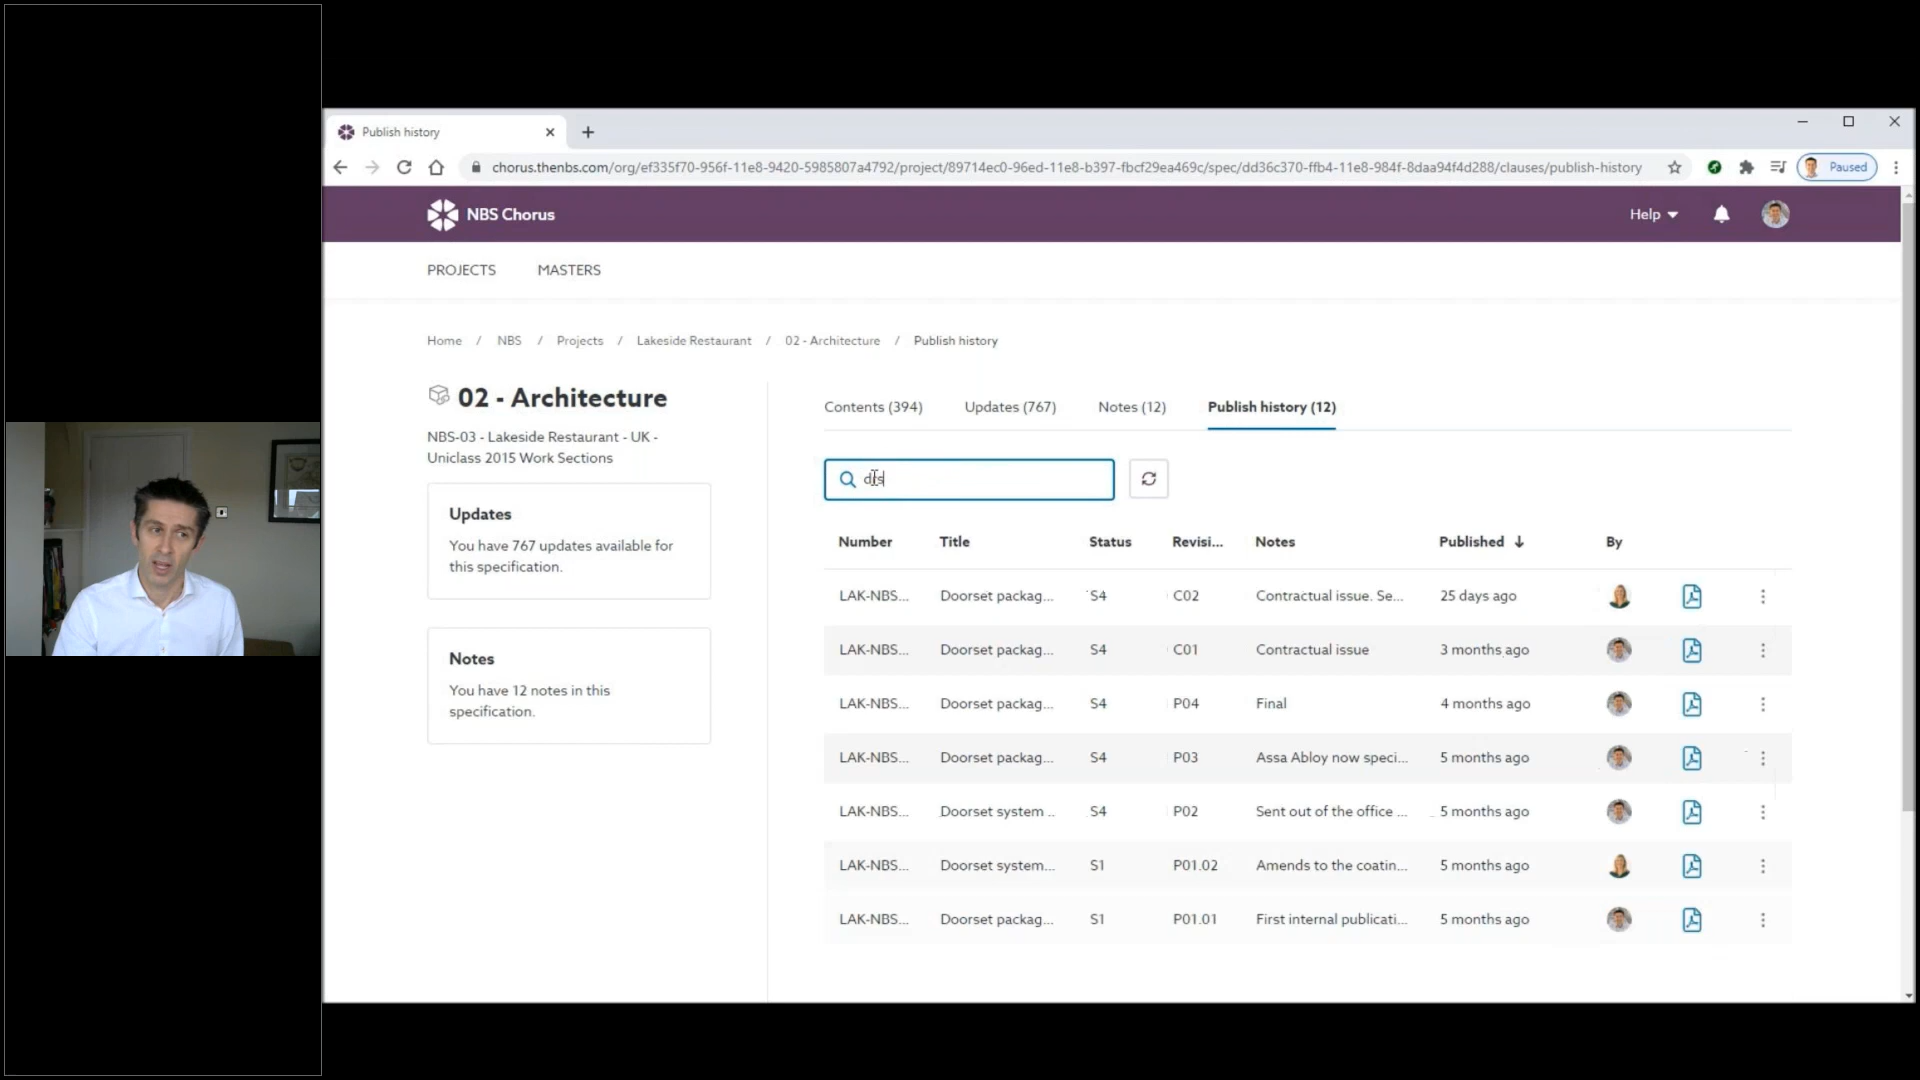 Publish history
chorus.thenbs.com/org/ef335f70-956f-11e8-9420-5985807a4792/project/89714ec0-96ed-11e8-b397-fbcf29ea469c/spec/dd36c370-ffb4-11e8-984f-8daa94f4d288/clauses/publish-history
Paused
NBS Chorus
Help
PROJECTS MASTERS
Home / NBS / Projects / Lakeside Restaurant / 02 - Architecture / Publish history
02 - Architecture
NBS-03 - Lakeside Restaurant - UK -
Uniclass 2015 Work Sections
Updates
You have 767 updates available for
this specification.
Notes
You have 12 notes in this
specification.
Contents (394) Updates (767) Notes (12) Publish history (12)
Number Title Status Revisi... Notes Published By
LAK-NBS... Doorset packag... S4 C02 Contractual issue. Se... 25 days ago
LAK-NBS... Doorset packag... S4 C01 Contractual issue 3 months ago
LAK-NBS... Doorset packag... S4 P04 Final 4 months ago
LAK-NBS... Doorset packag... S4 P03 Assa Abloy now speci... 5 months ago
LAK-NBS... Doorset system ... S4 P02 Sent out of the office ... 5 months ago
LAK-NBS... Doorset system... S1 P01.02 Amends to the coatin... 5 months ago
LAK-NBS... Doorset packag... S1 P01.01 First internal publicati... 5 months ago